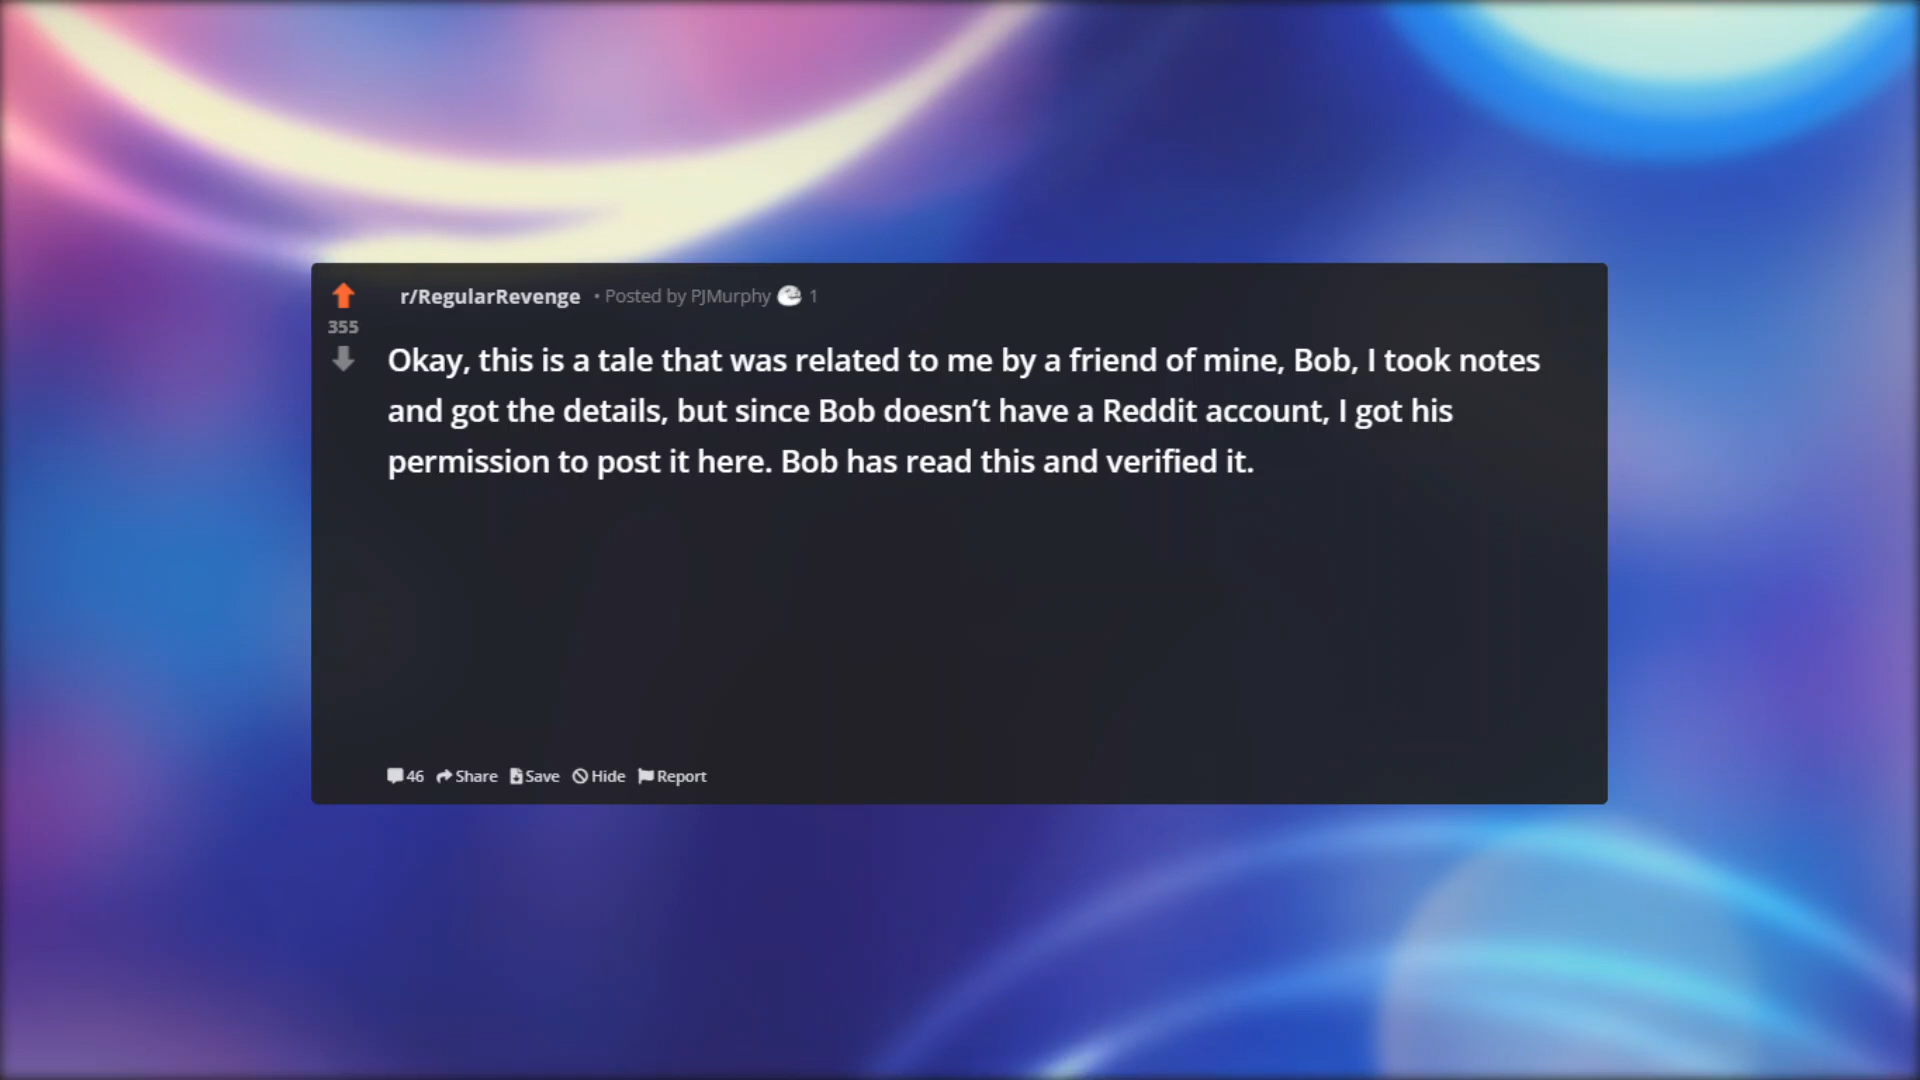 r/RegularRevenge • Posted by PJMurphy 1
355
Okay, this is a tale that was related to me by a friend of mine, Bob, I took notes
and got the details, but since Bob doesn’t have a Reddit account, I got his
permission to post it here. Bob has read this and verified it.
46 Share Save Hide Report